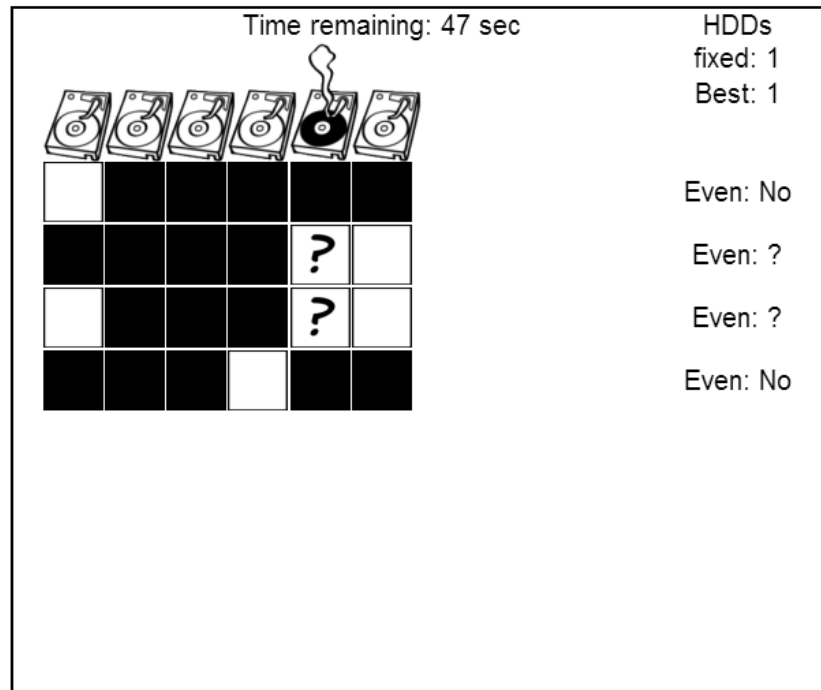 Time remaining: 47 sec
HDDs
fixed: 1
Best: 1
Even: No
? Even: ?
? Even: ?
Even: No